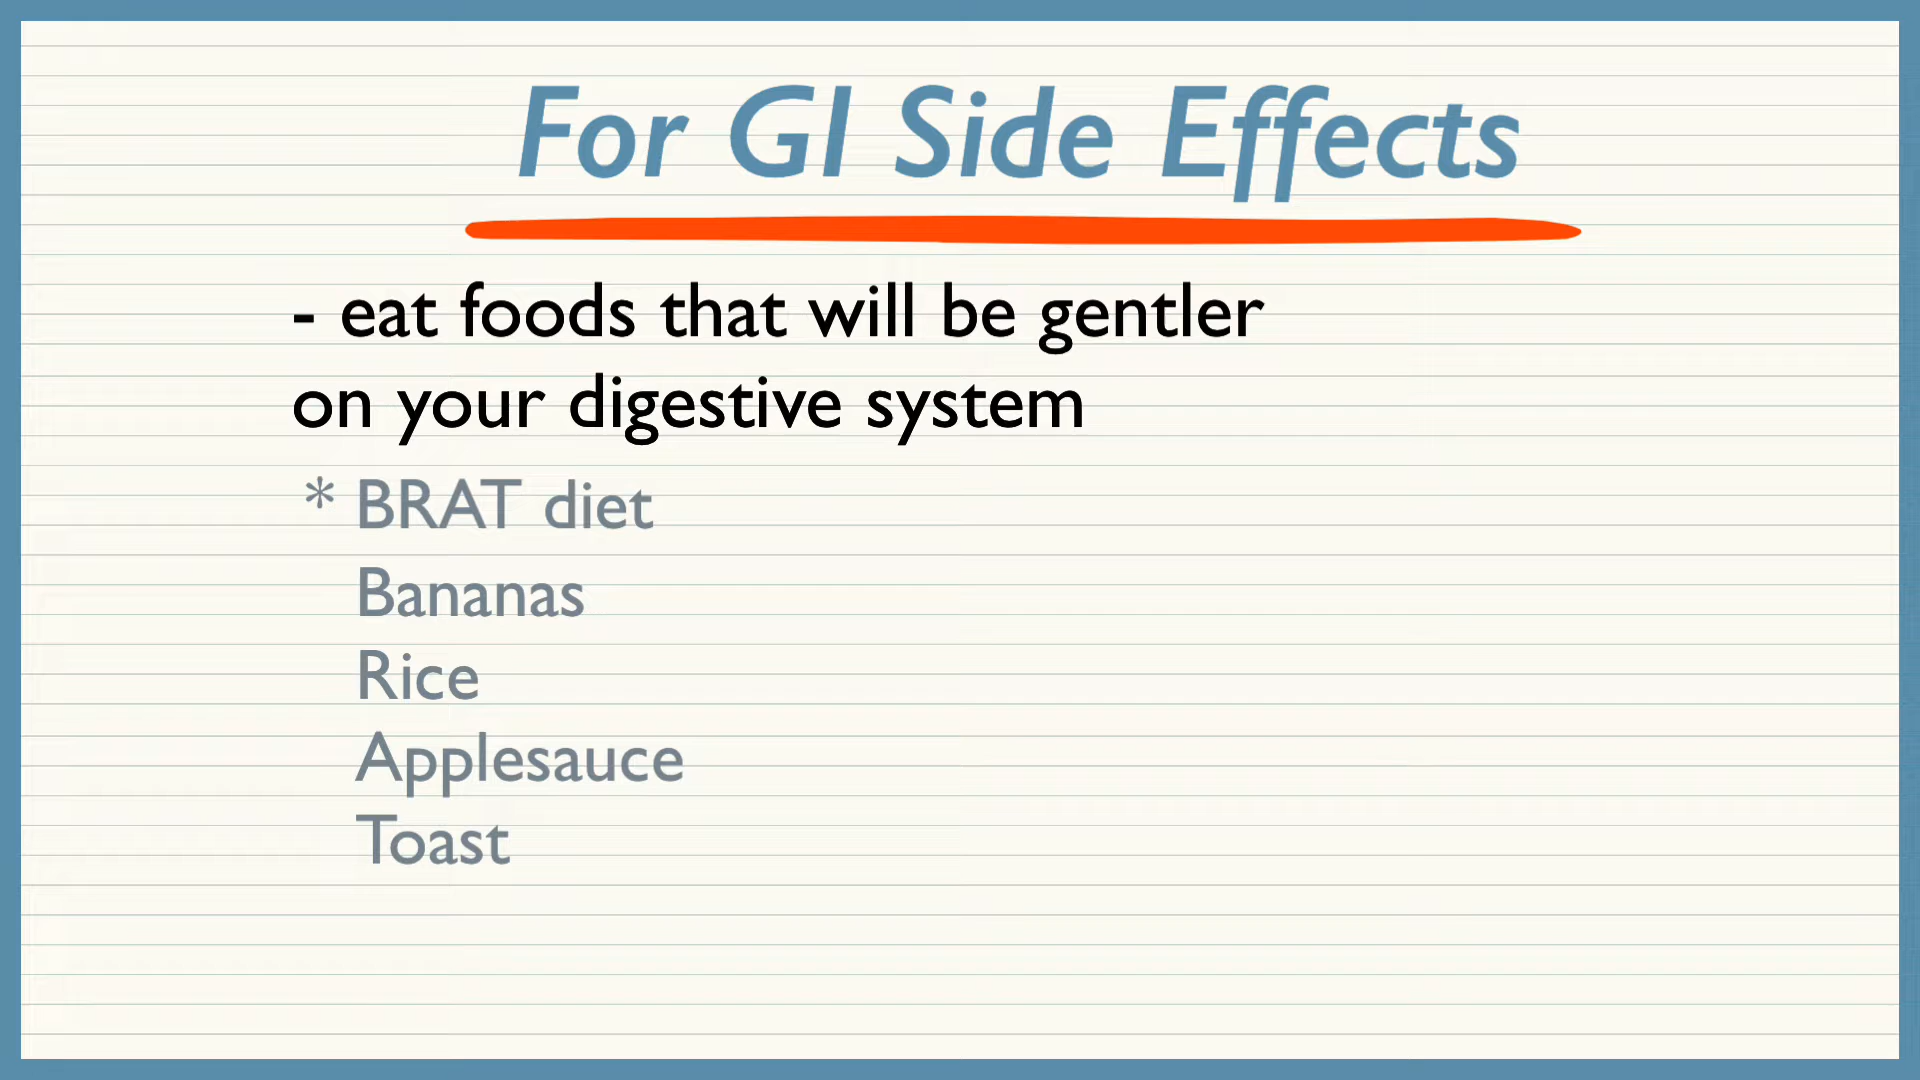 For GI Side Effects
- eat foods that will be gentler
on your digestive system
* BRAT diet
Bananas
Rice
Applesauce
Toast